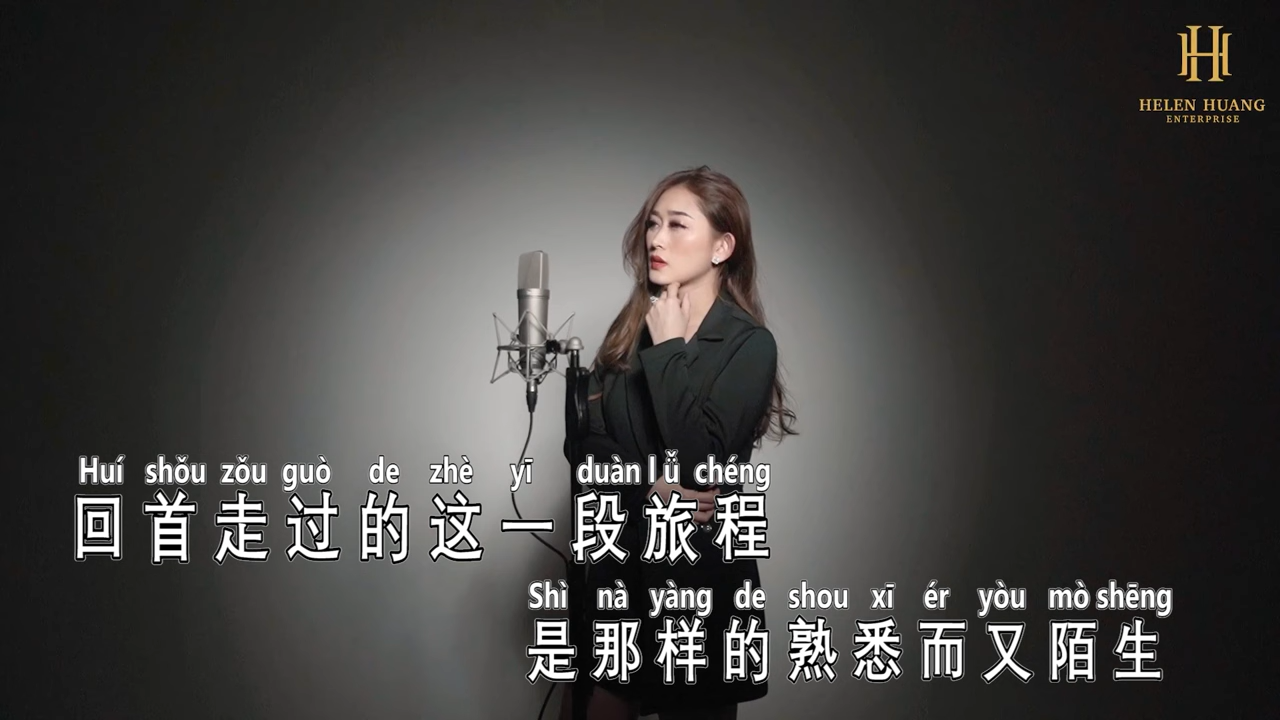 HELEN HUANG
ENTERPRISE
Huí shǒu zǒu guò de zhè yī duàn lǚ chéng
回首走过的这一段旅程
Shì nà yàng de shou xī ér yòu mò shēng
是那样的熟悉而又陌生